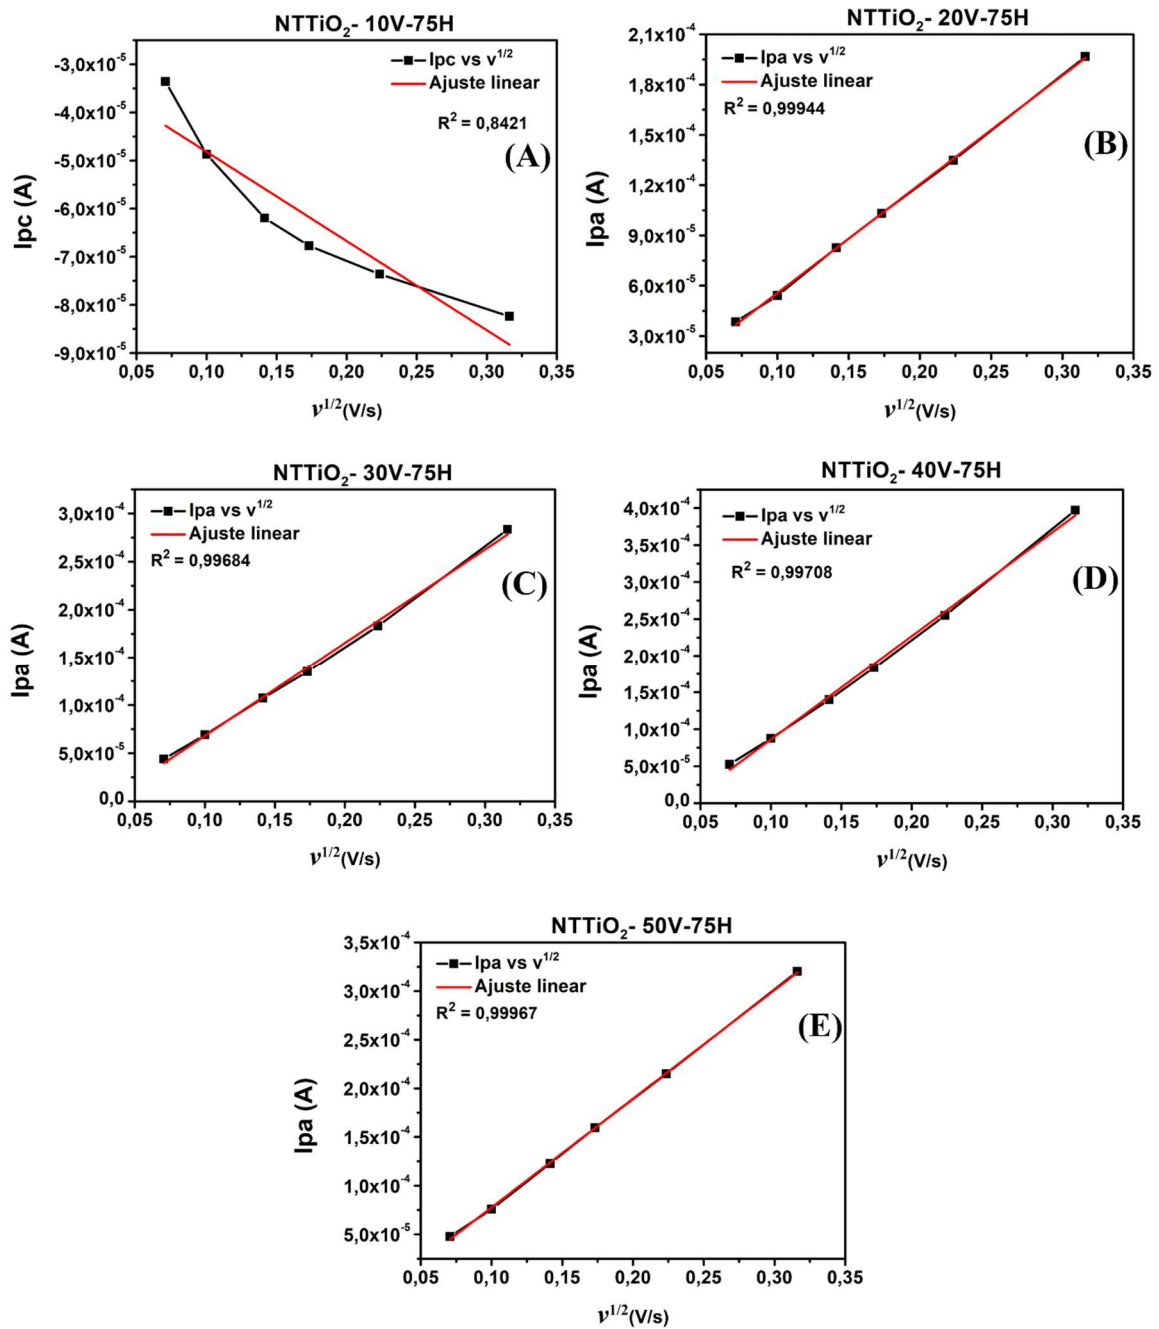 NTTiO₂- 10V-75H
Ipc vs v^1/2
Ajuste linear
R² = 0,8421
(A)
Ipc (A)
-3,0x10⁻⁵
-4,0x10⁻⁵
-5,0x10⁻⁵
-6,0x10⁻⁵
-7,0x10⁻⁵
-8,0x10⁻⁵
-9,0x10⁻⁵
0,05 0,10 0,15 0,20 0,25 0,30 0,35
v^1/2(V/s)
NTTiO₂- 20V-75H
Ipa vs v^1/2
Ajuste linear
R² = 0,99944
(B)
Ipa (A)
2,1x10⁻⁴
1,8x10⁻⁴
1,5x10⁻⁴
1,2x10⁻⁴
9,0x10⁻⁵
6,0x10⁻⁵
3,0x10⁻⁵
0,05 0,10 0,15 0,20 0,25 0,30 0,35
v^1/2(V/s)
NTTiO₂- 30V-75H
Ipa vs v^1/2
Ajuste linear
R² = 0,99684
(C)
Ipa (A)
3,0x10⁻⁴
2,5x10⁻⁴
2,0x10⁻⁴
1,5x10⁻⁴
1,0x10⁻⁴
5,0x10⁻⁵
0,0
0,05 0,10 0,15 0,20 0,25 0,30 0,35
v^1/2(V/s)
NTTiO₂- 40V-75H
Ipa vs v^1/2
Ajuste linear
R² = 0,99708
(D)
Ipa (A)
4,0x10⁻⁴
3,5x10⁻⁴
3,0x10⁻⁴
2,5x10⁻⁴
2,0x10⁻⁴
1,5x10⁻⁴
1,0x10⁻⁴
5,0x10⁻⁵
0,0
0,05 0,10 0,15 0,20 0,25 0,30 0,35
v^1/2(V/s)
NTTiO₂- 50V-75H
Ipa vs v^1/2
Ajuste linear
R² = 0,99967
(E)
Ipa (A)
3,5x10⁻⁴
3,0x10⁻⁴
2,5x10⁻⁴
2,0x10⁻⁴
1,5x10⁻⁴
1,0x10⁻⁴
5,0x10⁻⁵
0,05 0,10 0,15 0,20 0,25 0,30 0,35
v^1/2(V/s)